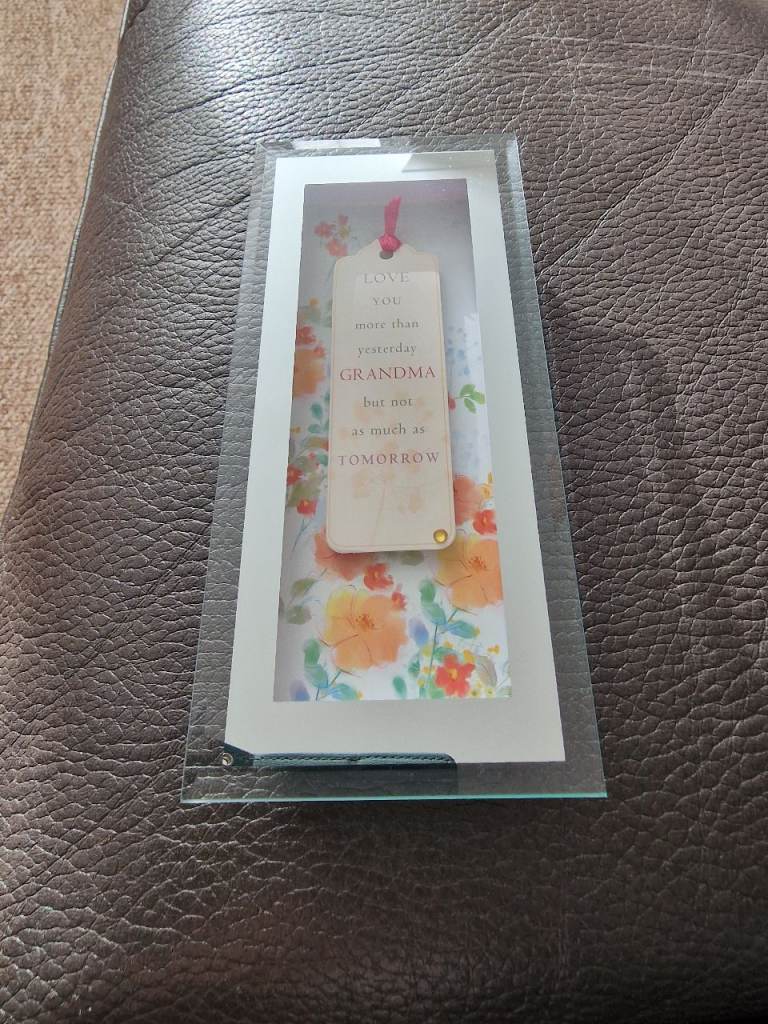 LOVE
YOU
more than
yesterday
GRANDMA
but not
as much as
TOMORROW